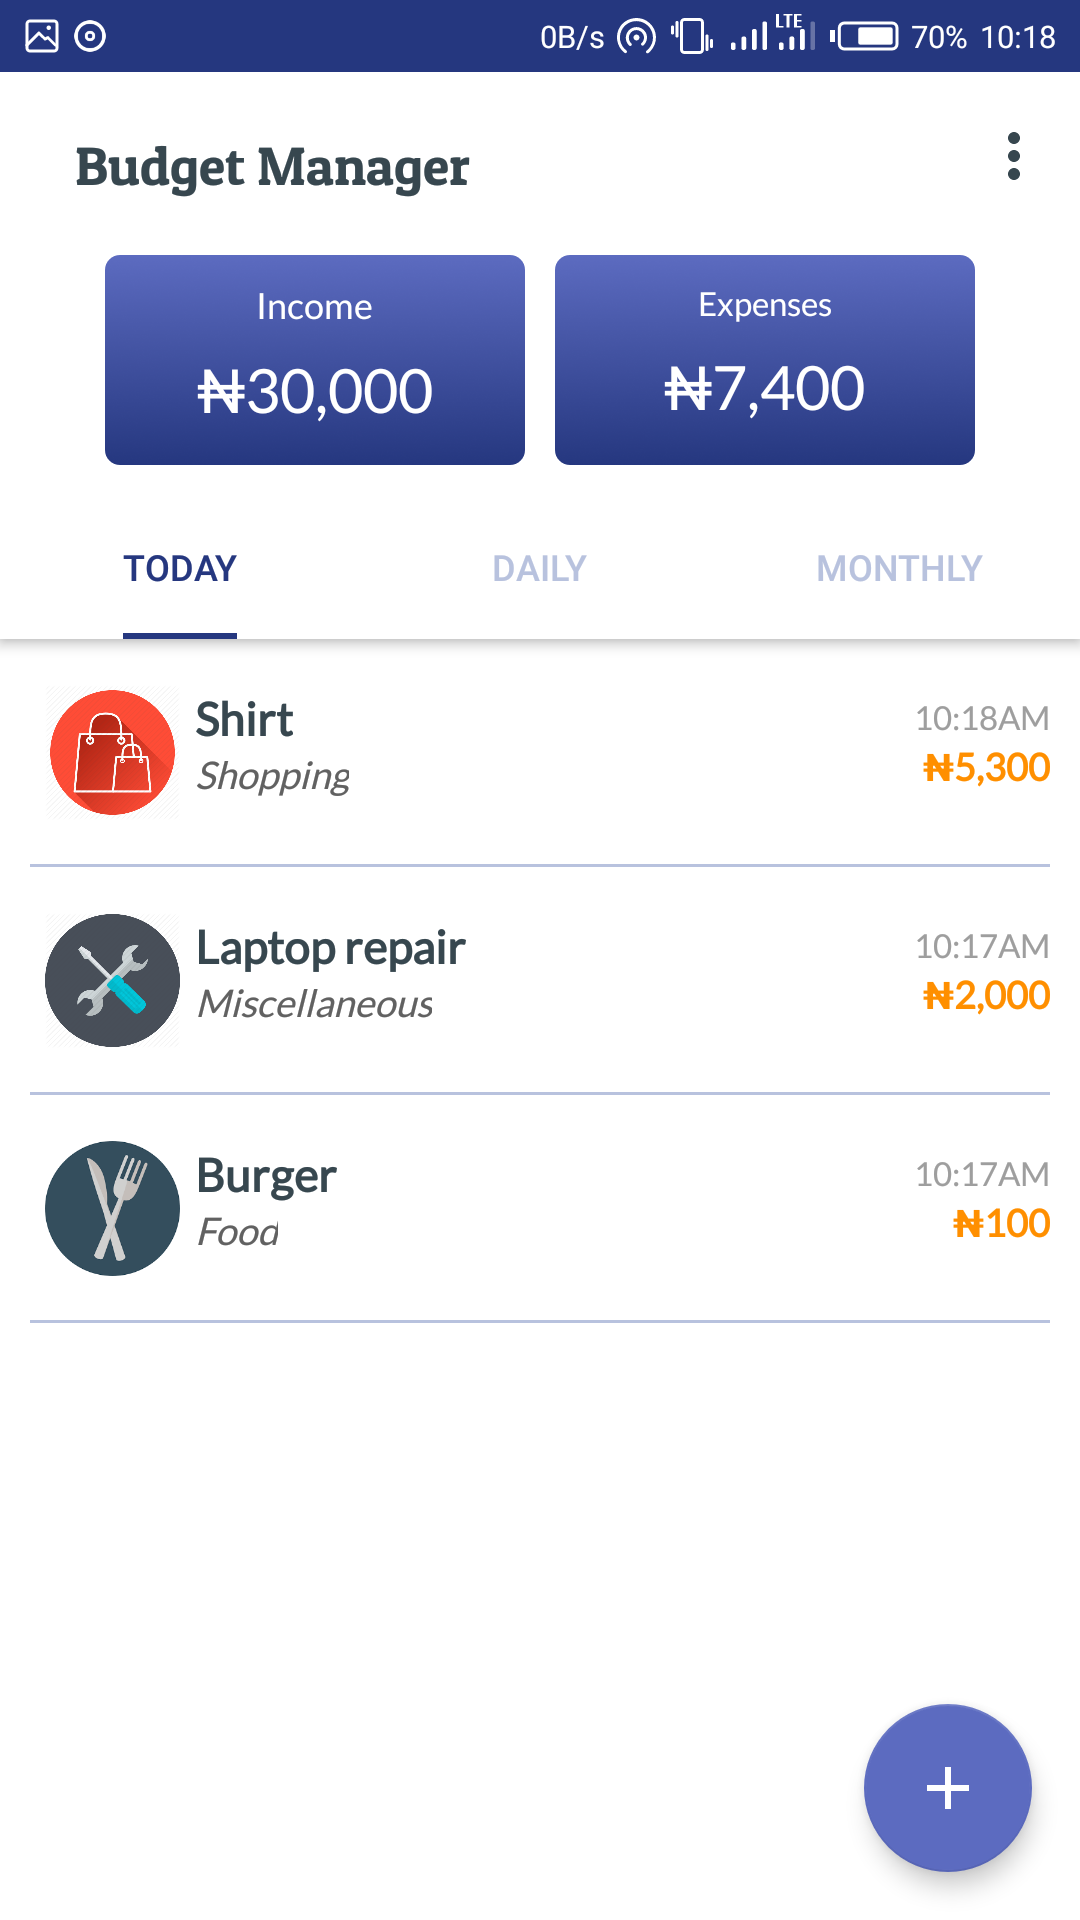 0B/s LTE 70% 10:18
Budget Manager
Income
₦30,000
Expenses
₦7,400
TODAY DAILY MONTHLY
Shirt
Shopping
10:18AM
₦5,300
Laptop repair
Miscellaneous
10:17AM
₦2,000
Burger
Food
10:17AM
₦100